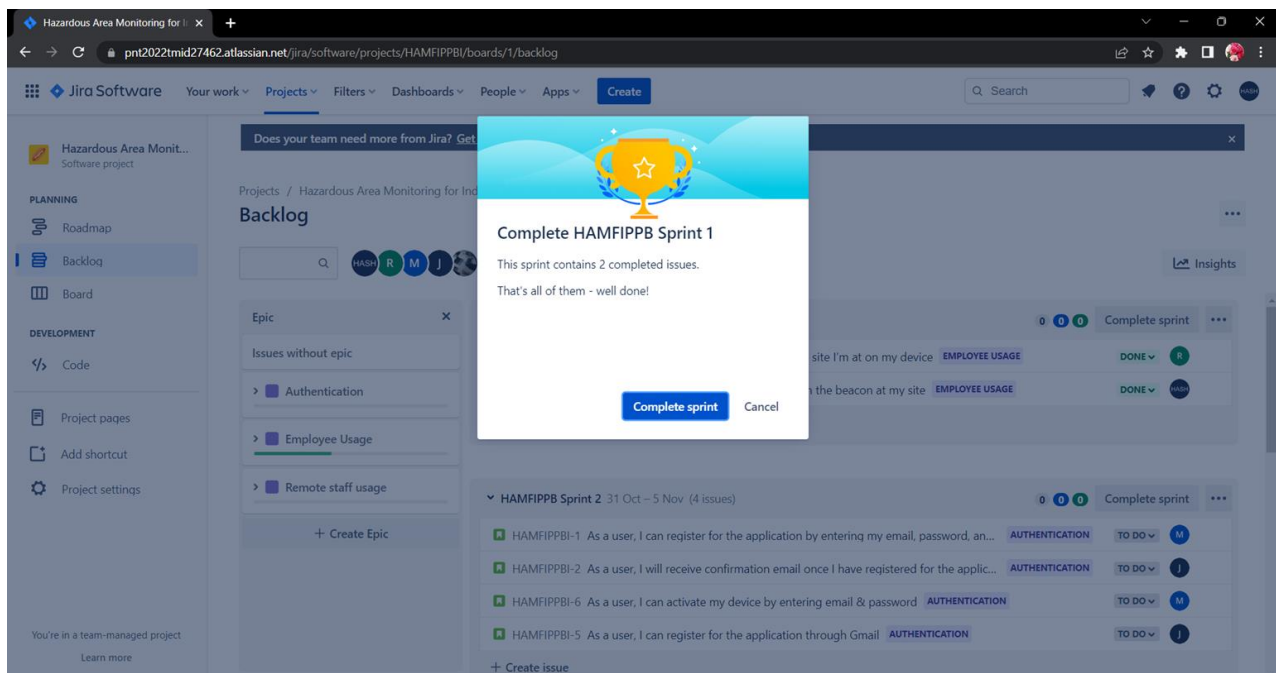 Hazardous Area Monitoring for I
pnt2022tmid27462.atlassian.net/jira/software/projects/HAMFIPPBI/boards/1/backlog
Jira Software Your work Projects Filters Dashboards People Apps Create Search HASH
Does your team need more from Jira? Get
Hazardous Area Monit...
Software project
PLANNING
Roadmap
Backlog
Board
DEVELOPMENT
Code
Project pages
Add shortcut
Project settings
You're in a team-managed project
Learn more
Projects / Hazardous Area Monitoring for Ind
Backlog
HASH R M J
Insights
Epic
Issues without epic
Authentication
Employee Usage
Remote staff usage
+ Create Epic
Complete HAMFIPPB Sprint 1
This sprint contains 2 completed issues.
That's all of them - well done!
Complete sprint Cancel
0 0 0 Complete sprint
site I'm at on my device EMPLOYEE USAGE DONE R
the beacon at my site EMPLOYEE USAGE DONE HASH
HAMFIPPB Sprint 2 31 Oct – 5 Nov (4 issues) 0 0 0 Complete sprint
HAMFIPPBI-1 As a user, I can register for the application by entering my email, password, an... AUTHENTICATION TO DO M
HAMFIPPBI-2 As a user, I will receive confirmation email once I have registered for the applic... AUTHENTICATION TO DO J
HAMFIPPBI-6 As a user, I can activate my device by entering email & password AUTHENTICATION TO DO M
HAMFIPPBI-5 As a user, I can register for the application through Gmail AUTHENTICATION TO DO J
+ Create issue